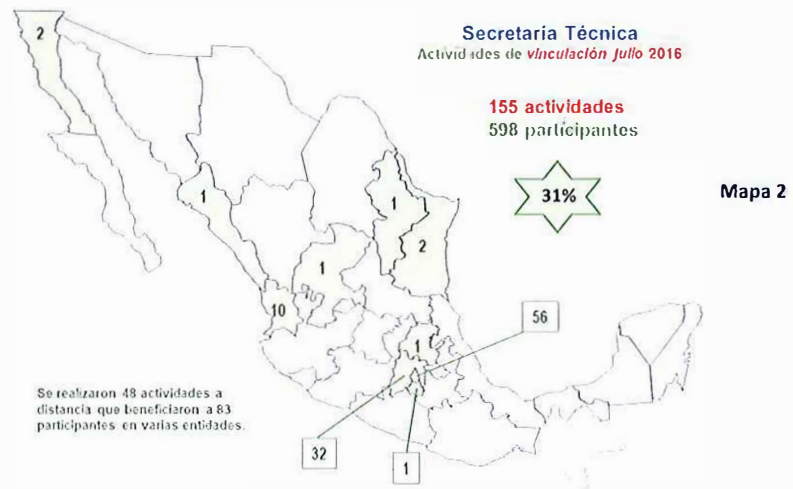 Secretaría Técnica
Actividades de vinculación Julio 2016
155 actividades
598 participantes
31%
Mapa 2
2
1
1
2
1
10
1
56
Se realizaron 48 actividades a
distancia que beneficiaron a 83
participantes en varias entidades.
32
1